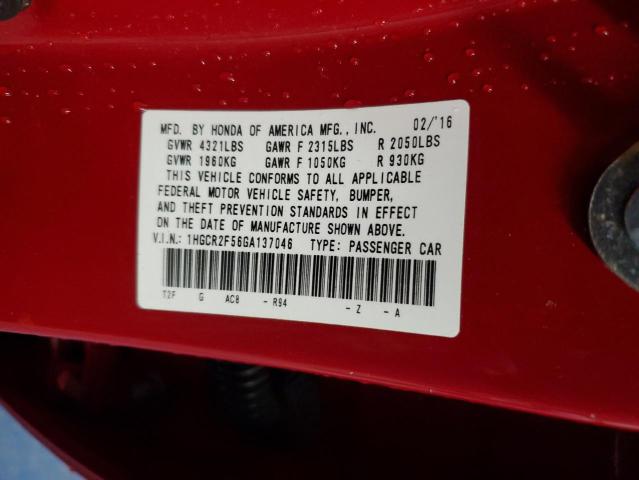 MFD. BY HONDA OF AMERICA MFG., INC. 02/'16
GVWR 4321LBS GAWR F 2315LBS R 2050LBS
GVWR 1960KG GAWR F 1050KG R 930KG
THIS VEHICLE CONFORMS TO ALL APPLICABLE
FEDERAL MOTOR VEHICLE SAFETY, BUMPER,
AND THEFT PREVENTION STANDARDS IN EFFECT
ON THE DATE OF MANUFACTURE SHOWN ABOVE.
V.I.N.: 1HGCR2F56GA137046 TYPE: PASSENGER CAR
T2F G AC8 - R94 - Z - A